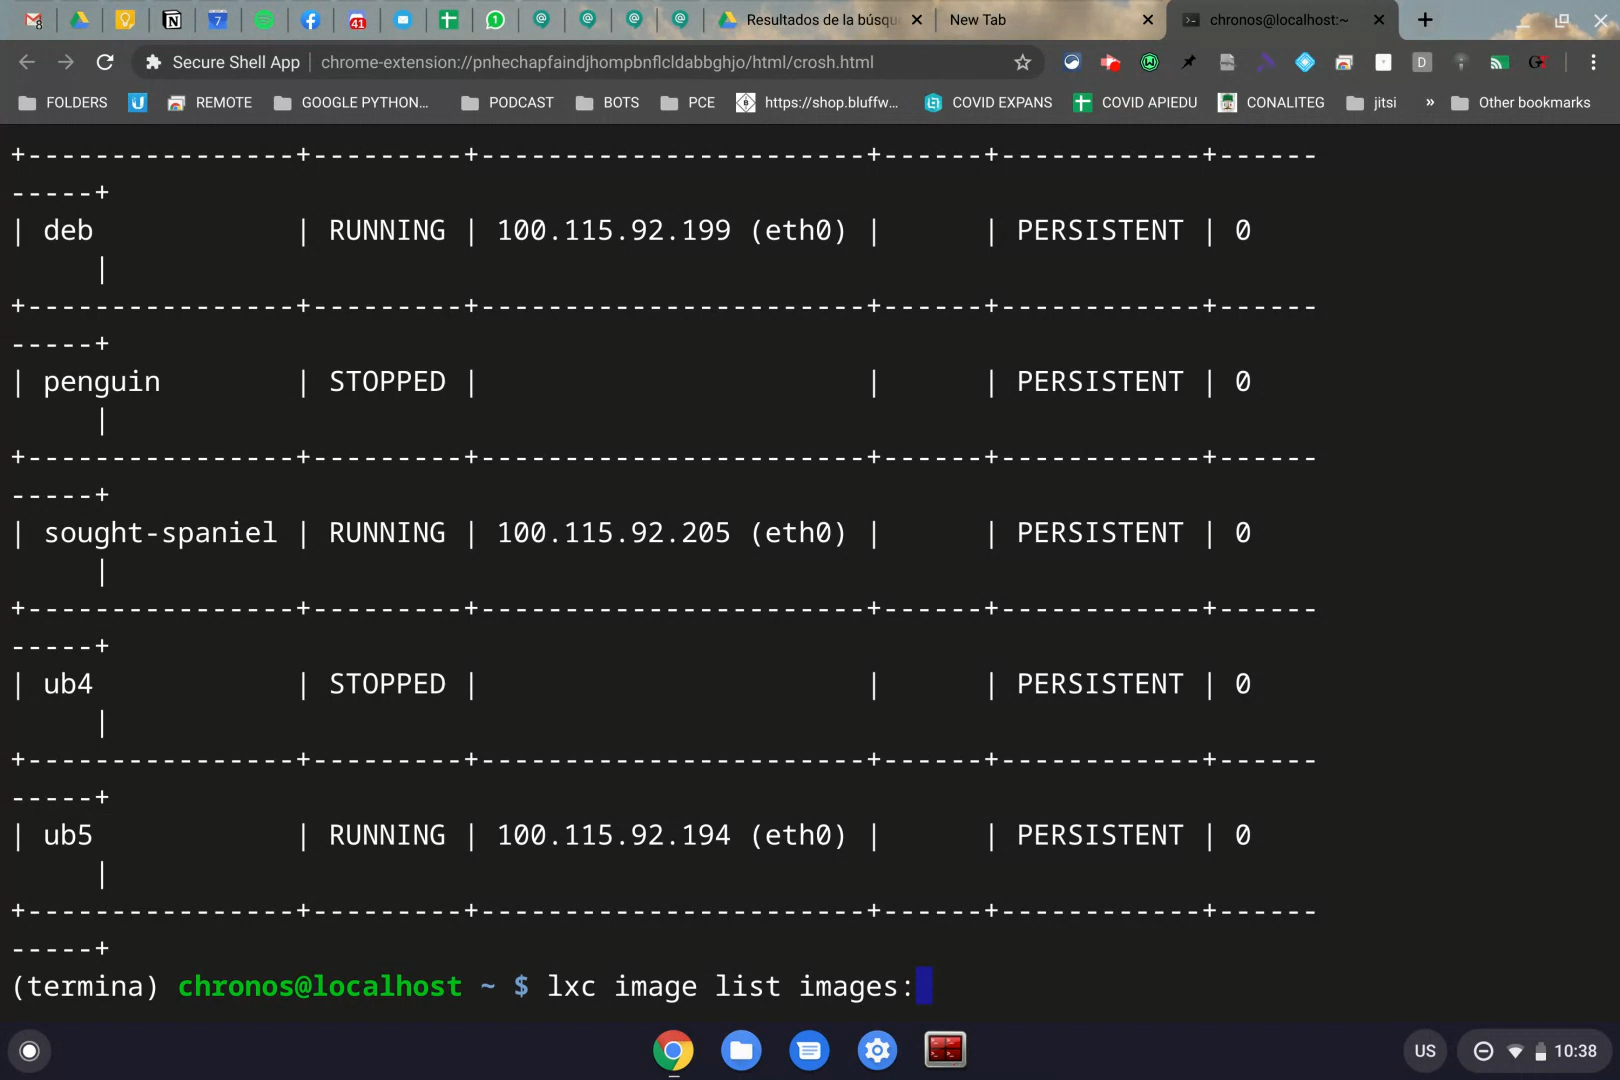 8 7 41 1 Resultados de la búsqu New Tab chronos@localhost:~
Secure Shell App chrome-extension://pnhechapfaindjhompbnflcldabbghjo/html/crosh.html
FOLDERS REMOTE GOOGLE PYTHON... PODCAST BOTS PCE https://shop.bluffw... COVID EXPANS COVID APIEDU CONALITEG jitsi » Other bookmarks
+----------------+---------+-----------------------+------+------------+------
-----+
| deb | RUNNING | 100.115.92.199 (eth0) | | PERSISTENT | 0
|
+----------------+---------+-----------------------+------+------------+------
-----+
| penguin | STOPPED | | | PERSISTENT | 0
|
+----------------+---------+-----------------------+------+------------+------
-----+
| sought-spaniel | RUNNING | 100.115.92.205 (eth0) | | PERSISTENT | 0
|
+----------------+---------+-----------------------+------+------------+------
-----+
| ub4 | STOPPED | | | PERSISTENT | 0
|
+----------------+---------+-----------------------+------+------------+------
-----+
| ub5 | RUNNING | 100.115.92.194 (eth0) | | PERSISTENT | 0
|
+----------------+---------+-----------------------+------+------------+------
-----+
(termina) chronos@localhost ~ $ lxc image list images:
US 10:38